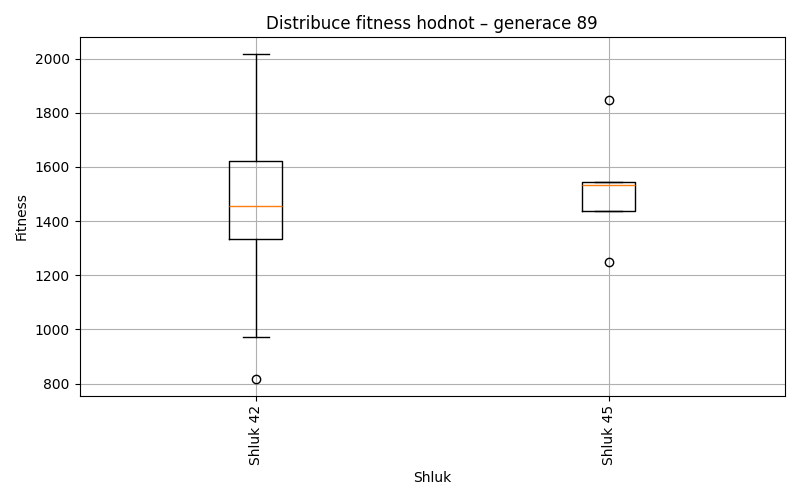 Distribuce fitness hodnot – generace 89
Fitness
2000
1800
1600
1400
1200
1000
800
Shluk 42
Shluk 45
Shluk